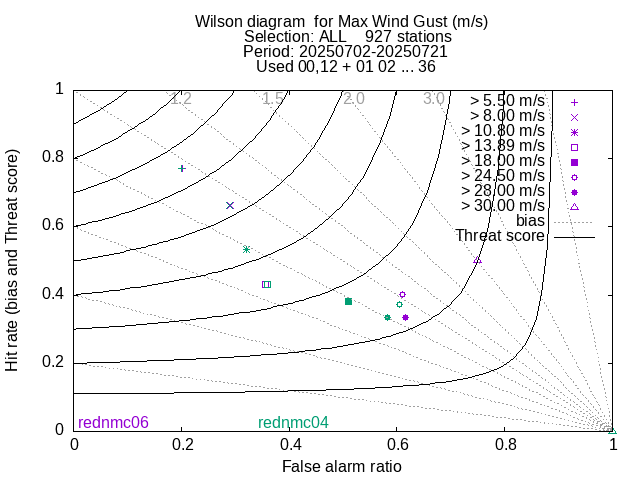 Wilson diagram  for Max Wind Gust (m/s)
Selection: ALL    927 stations
Period: 20250702-20250721
Used 00,12 + 01 02 ... 36
1.2 1.5 2.0 3.0
> 5.50 m/s
> 8.00 m/s
> 10.80 m/s
> 13.89 m/s
> 18.00 m/s
> 24.50 m/s
> 28.00 m/s
> 30.00 m/s
bias
Threat score
1
0.8
0.6
0.4
0.2
0
Hit rate (bias and Threat score)
rednmc06 rednmc04
0 0.2 0.4 0.6 0.8 1
False alarm ratio